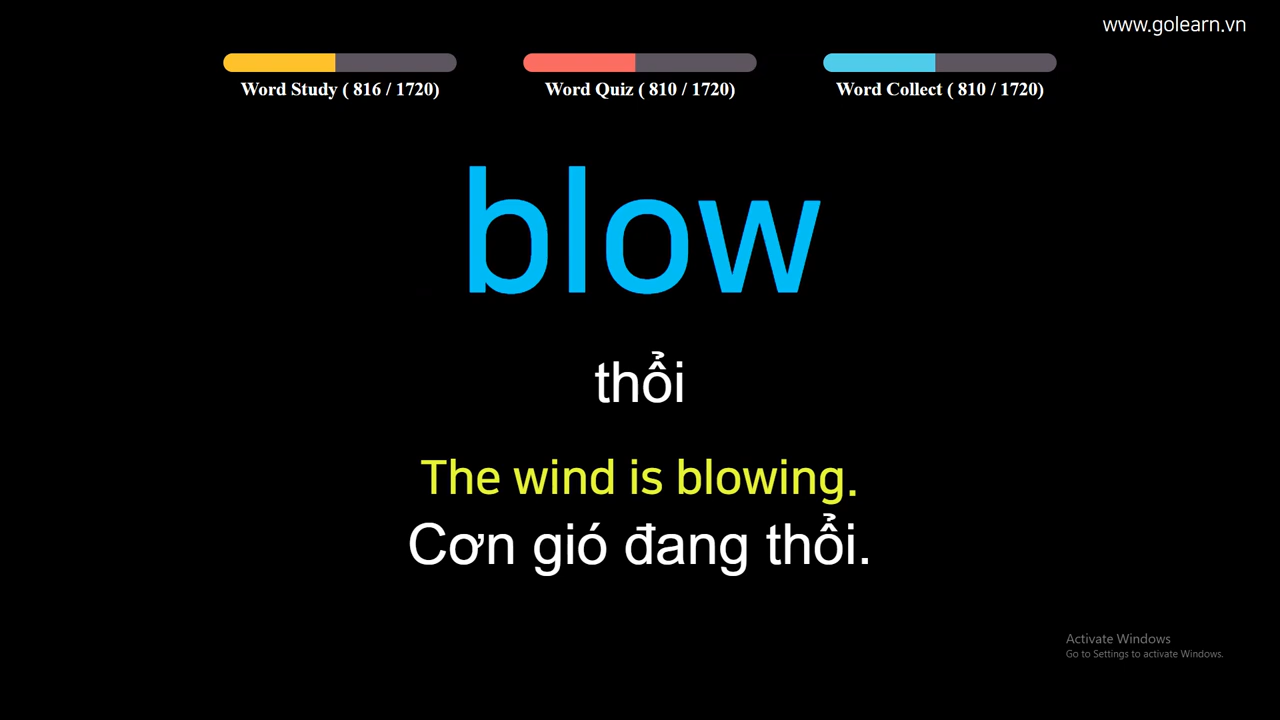 www.golearn.vn
Word Study ( 816 / 1720)
Word Quiz ( 810 / 1720)
Word Collect ( 810 / 1720)
blow
thổi
The wind is blowing.
Cơn gió đang thổi.
Activate Windows
Go to Settings to activate Windows.